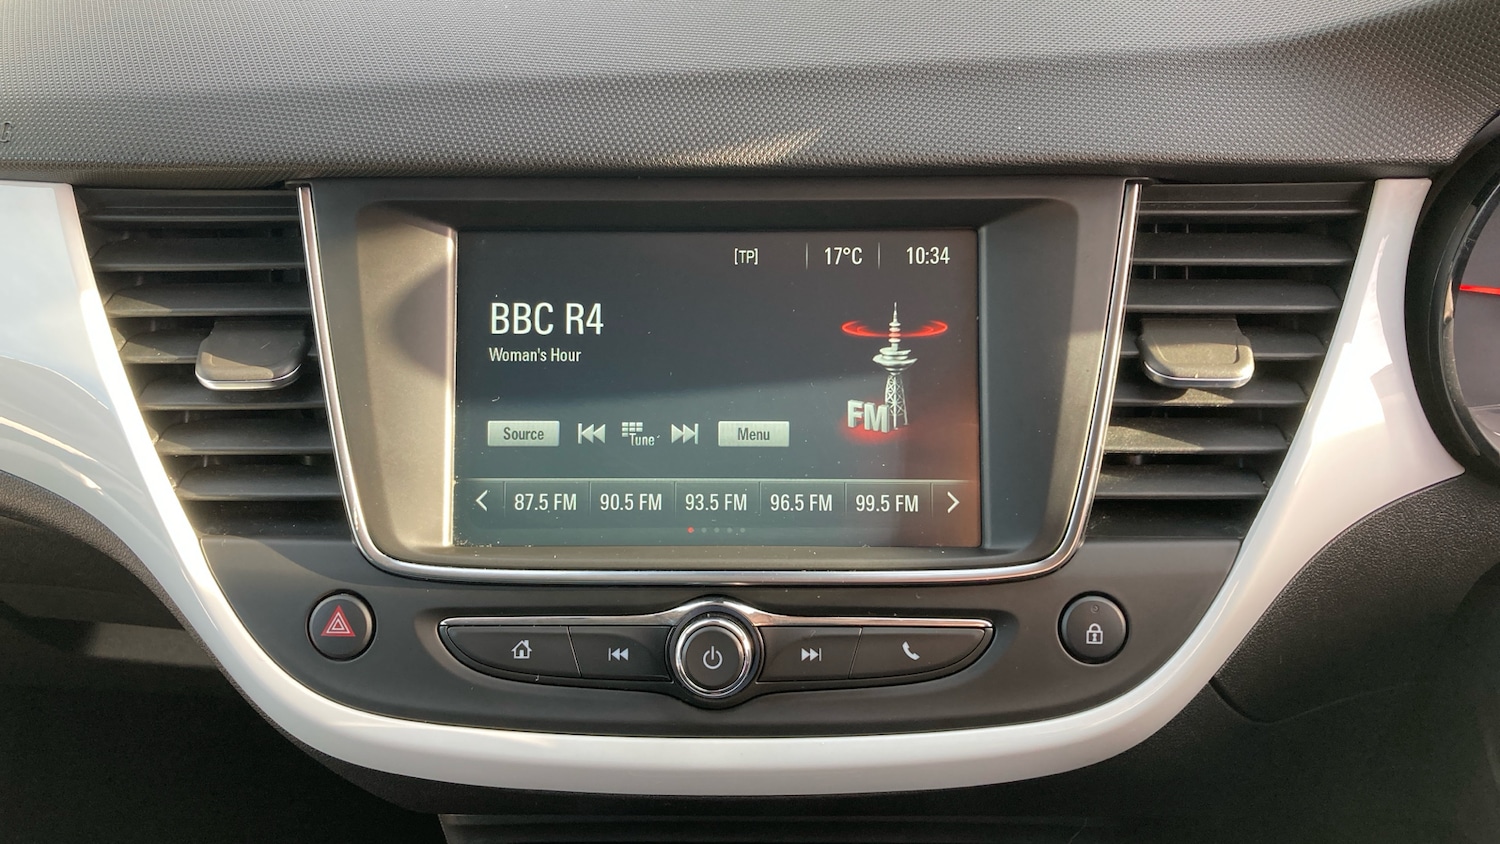 [TP] 17°C 10:34
BBC R4
Woman's Hour
FM
Source Tune Menu
87.5 FM 90.5 FM 93.5 FM 96.5 FM 99.5 FM